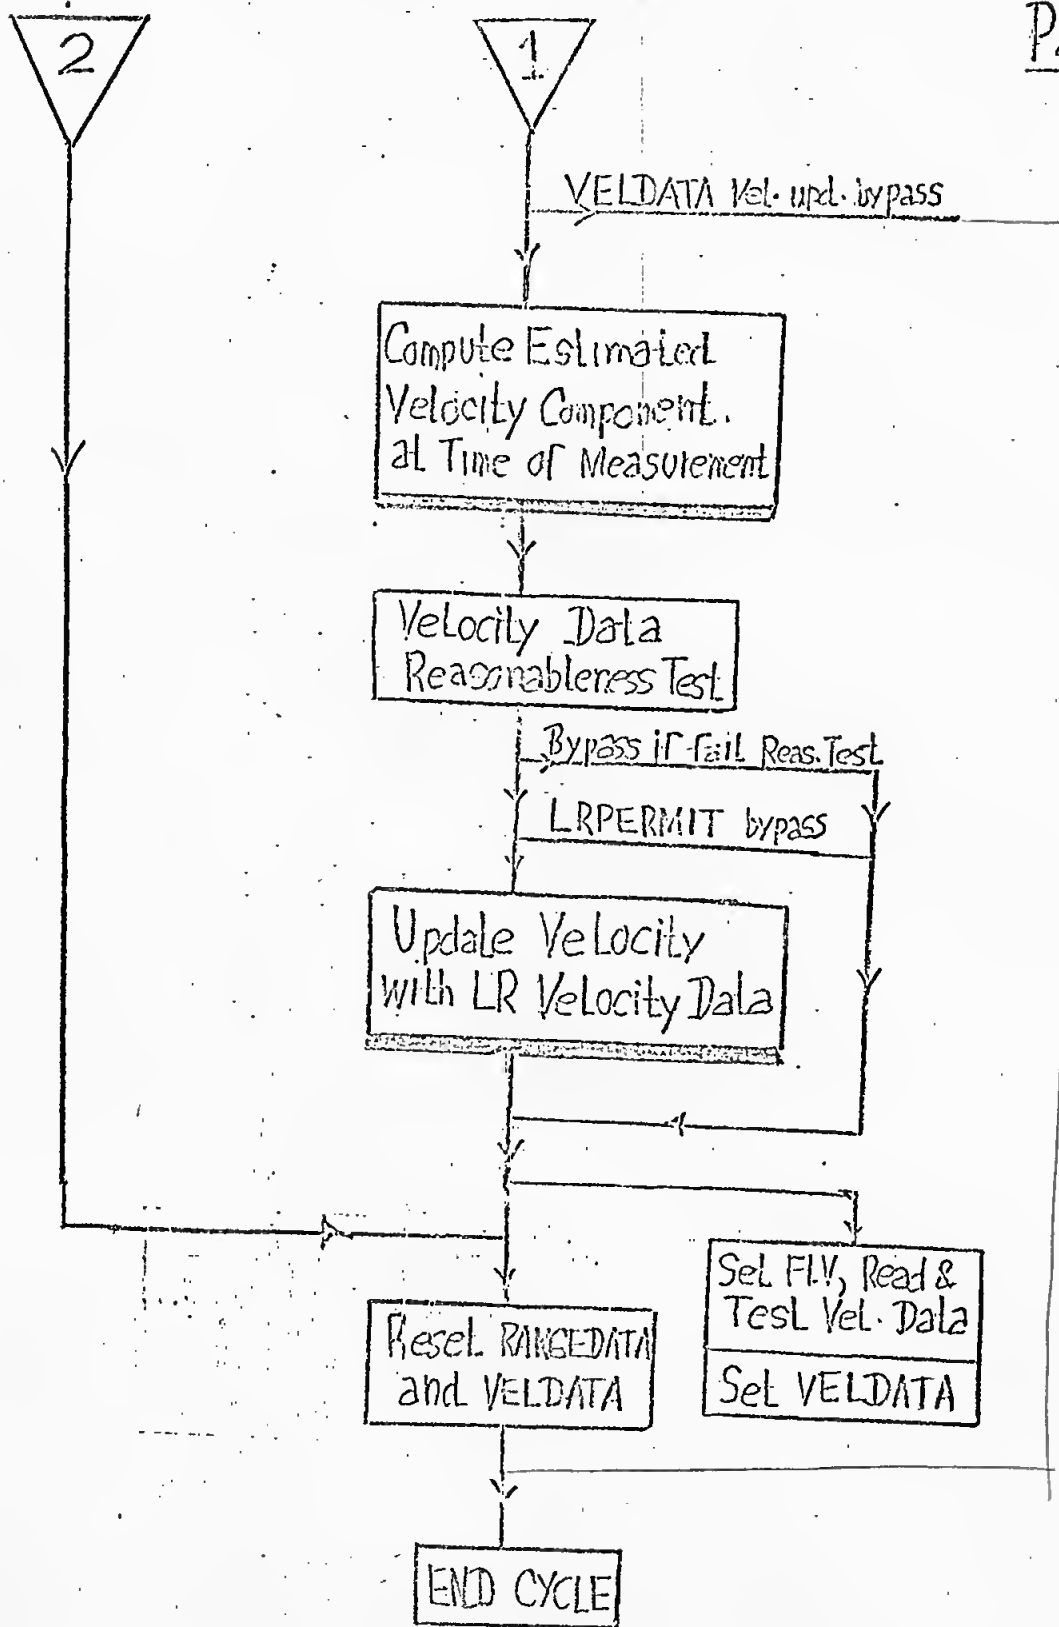 2
1
VELDATA Vel. upd. bypass
Compute Estimated
Velocity Component.
at Time of Measurement
Velocity Data
Reasonableness Test
Bypass if fail Reas. Test
LRPERMIT bypass
Update Velocity
with LR Velocity Data
Set FLV, Read &
Test Vel. Data
Set VELDATA
Reset RANGEDATA
and VELDATA
END CYCLE